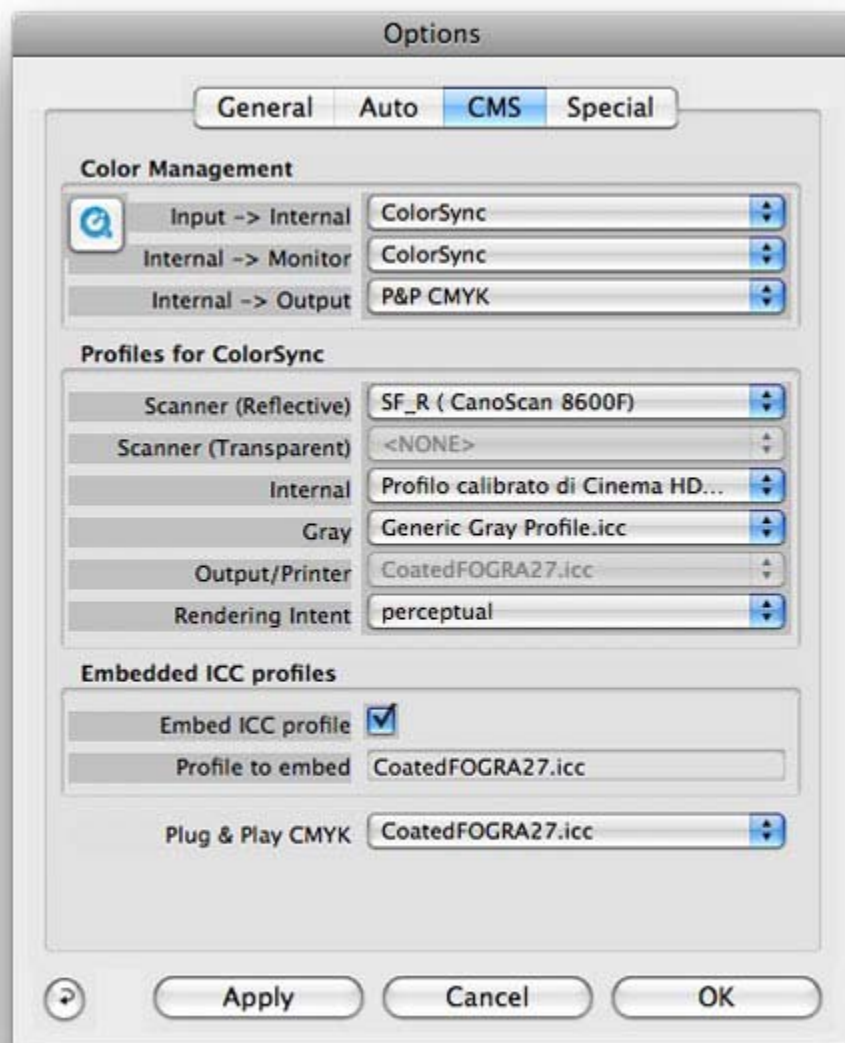 Options
General Auto CMS Special
Color Management
Input -> Internal ColorSync
Internal -> Monitor ColorSync
Internal -> Output P&P CMYK
Profiles for ColorSync
Scanner (Reflective) SF_R ( CanoScan 8600F)
Scanner (Transparent) <NONE>
Internal Profilo calibrato di Cinema HD...
Gray Generic Gray Profile.icc
Output/Printer CoatedFOGRA27.icc
Rendering Intent perceptual
Embedded ICC profiles
Embed ICC profile
Profile to embed CoatedFOGRA27.icc
Plug & Play CMYK CoatedFOGRA27.icc
Apply Cancel OK